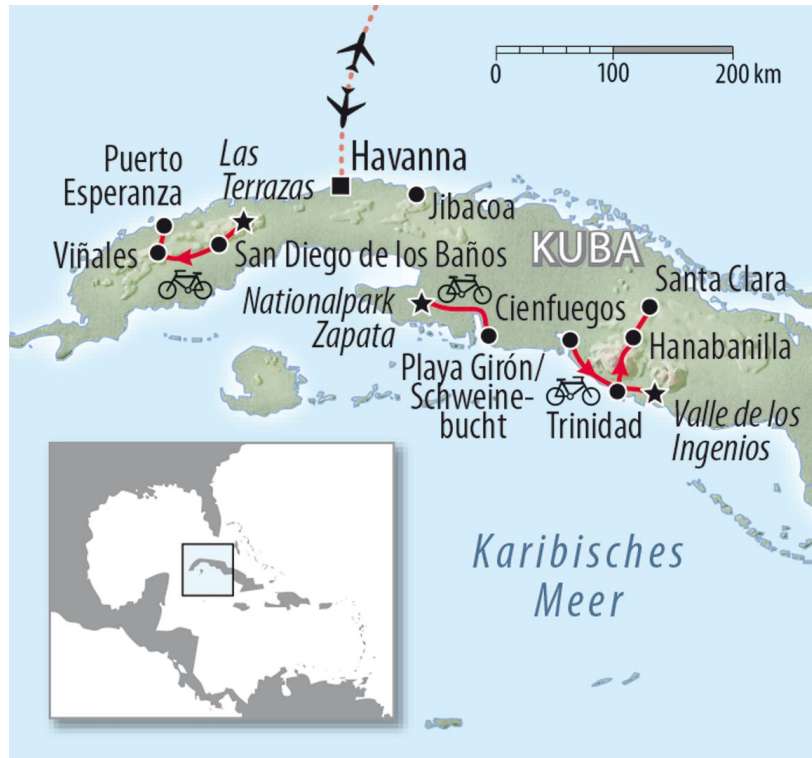 0 100 200 km
Havanna
Puerto
Esperanza
Las
Terrazas
Jibacoa
Viñales
San Diego de los Baños
KUBA
Nationalpark
Zapata
Cienfuegos
Santa Clara
Hanabanilla
Playa Girón/
Schweine-
bucht
Trinidad
Valle de los
Ingenios
Karibisches
Meer